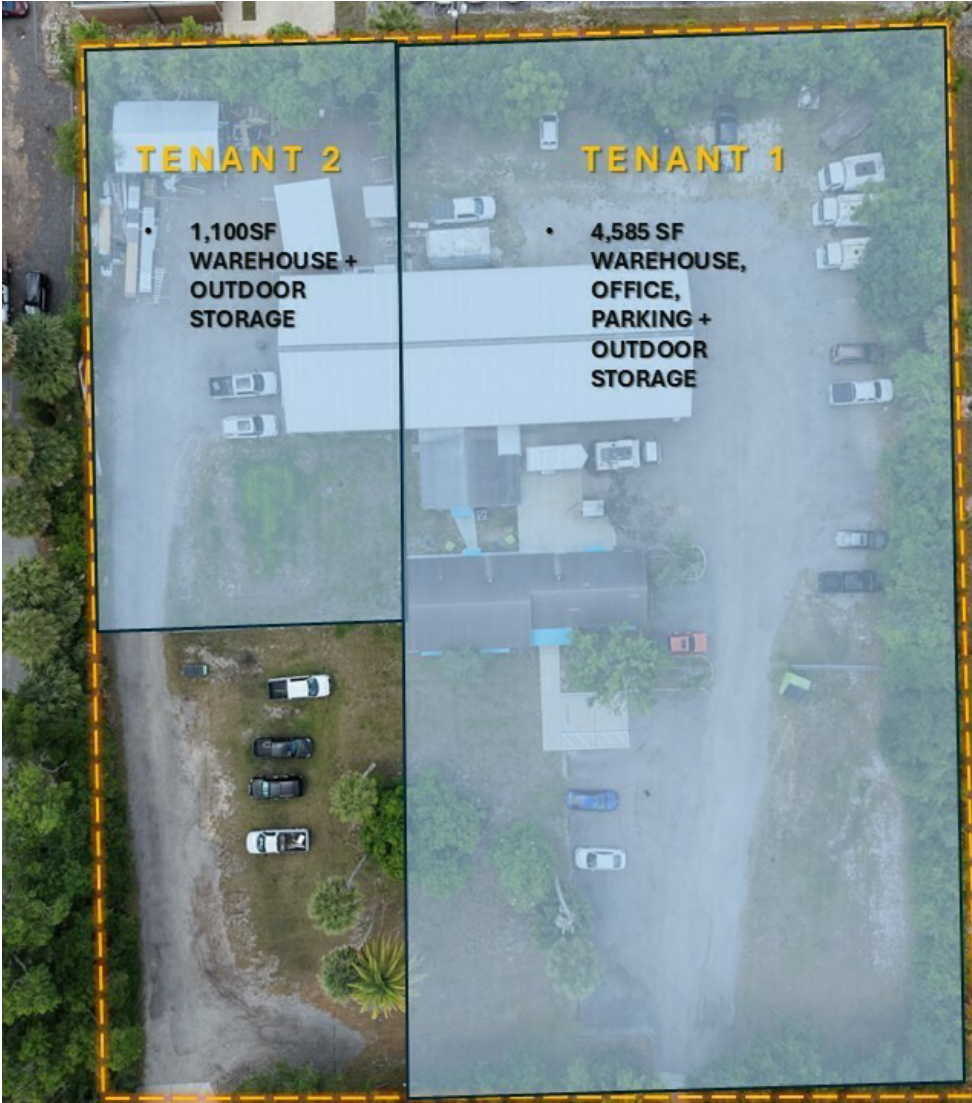 TENANT 2
• 1,100SF
WAREHOUSE +
OUTDOOR
STORAGE
TENANT 1
• 4,585 SF
WAREHOUSE,
OFFICE,
PARKING +
OUTDOOR
STORAGE